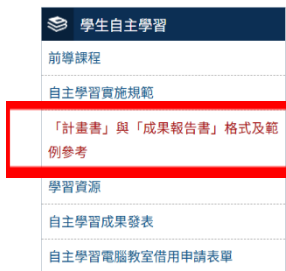 學生自主學習
前導課程
自主學習實施規範
「計畫書」與「成果報告書」格式及範
例參考
學習資源
自主學習成果發表
自主學習電腦教室借用申請表單